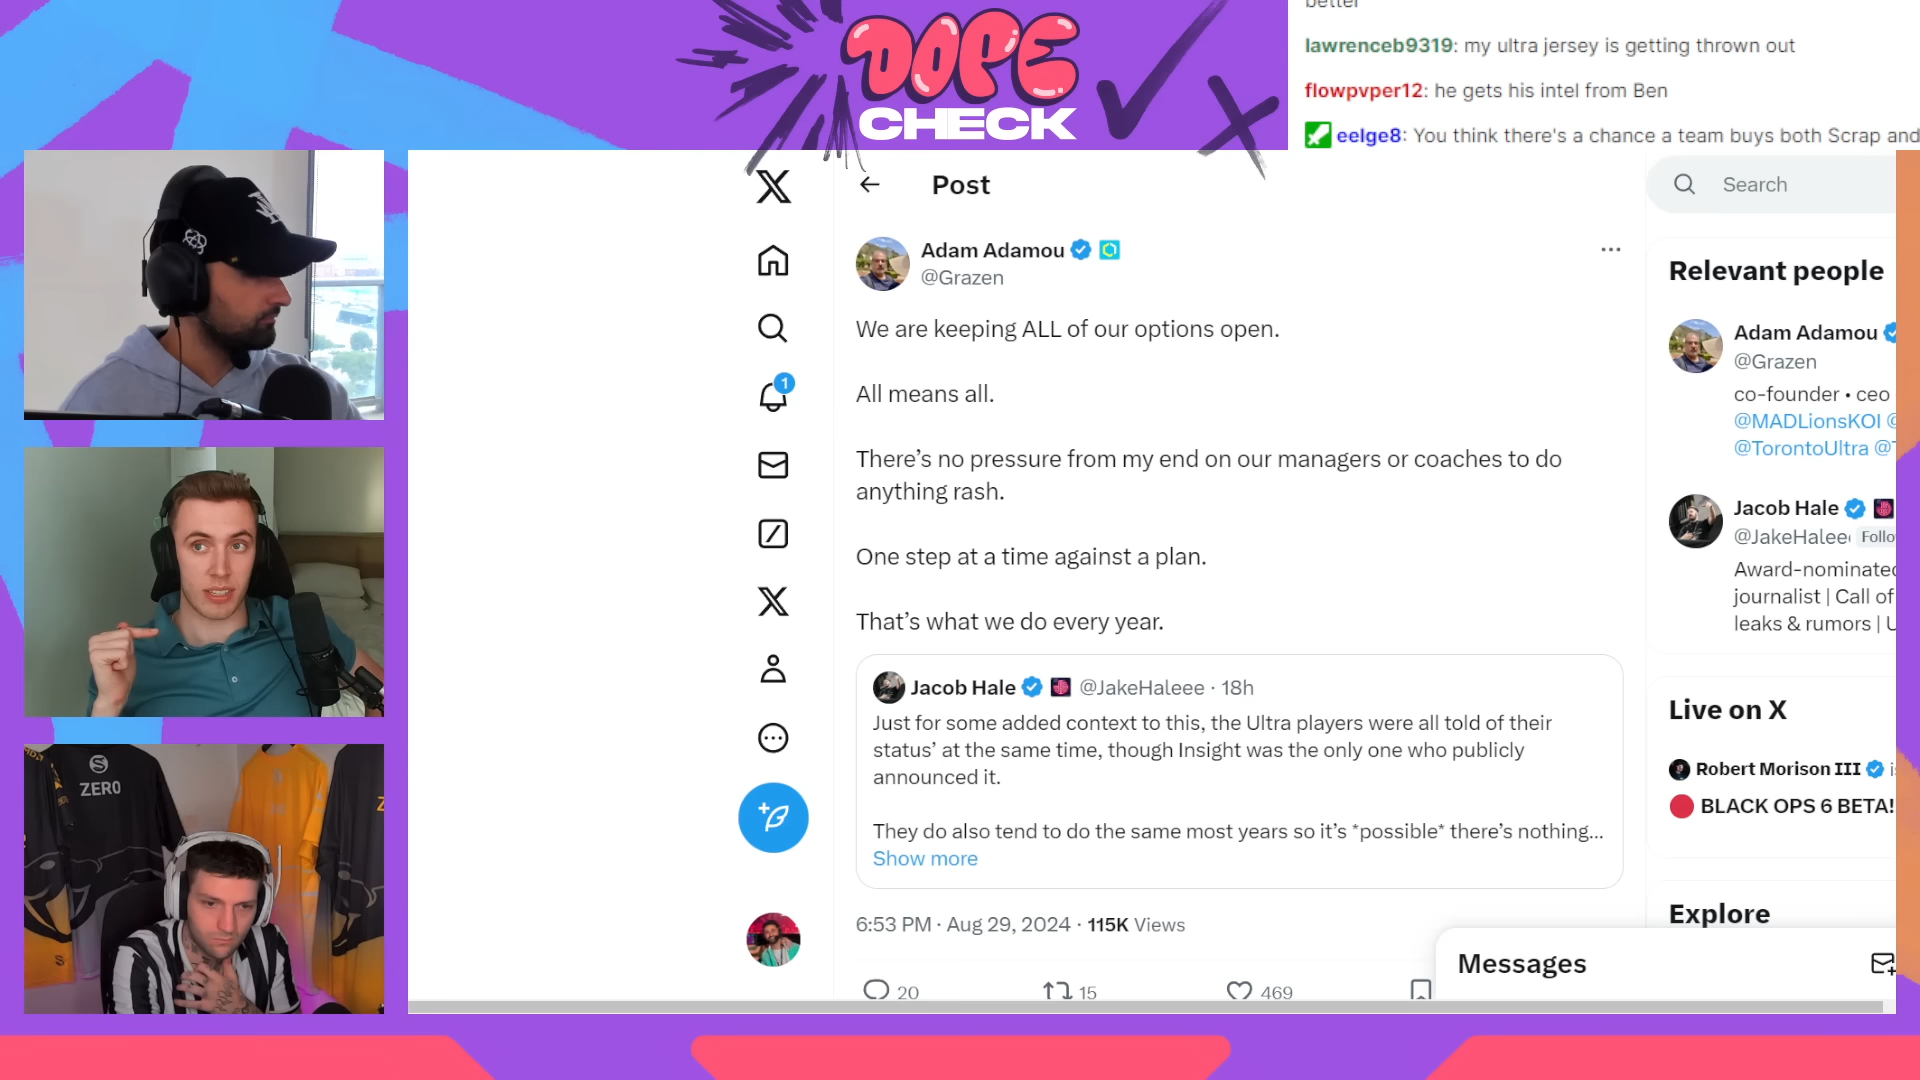 DOPE
CHECK
better
lawrenceb9319: my ultra jersey is getting thrown out
flowpvper12: he gets his intel from Ben
eelge8: You think there's a chance a team buys both Scrap and
Post
Search
Adam Adamou
@Grazen
We are keeping ALL of our options open.
All means all.
There's no pressure from my end on our managers or coaches to do
anything rash.
One step at a time against a plan.
That's what we do every year.
Jacob Hale @JakeHaleee · 18h
Just for some added context to this, the Ultra players were all told of their
status' at the same time, though Insight was the only one who publicly
announced it.
They do also tend to do the same most years so it's *possible* there's nothing...
Show more
6:53 PM · Aug 29, 2024 · 115K Views
20
15
469
1
Relevant people
Adam Adamou
@Grazen
co-founder • ceo
@MADLionsKOI @
@TorontoUltra @
Jacob Hale
@JakeHalee
Follo
Award-nominated
journalist | Call of
leaks & rumors | U
Live on X
Robert Morison III i
BLACK OPS 6 BETA!
Explore
Messages
ZERO